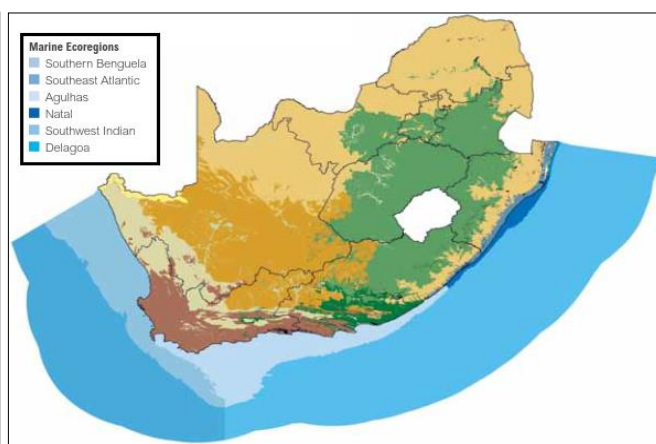 Marine Ecoregions
Southern Benguela
Southeast Atlantic
Agulhas
Natal
Southwest Indian
Delagoa